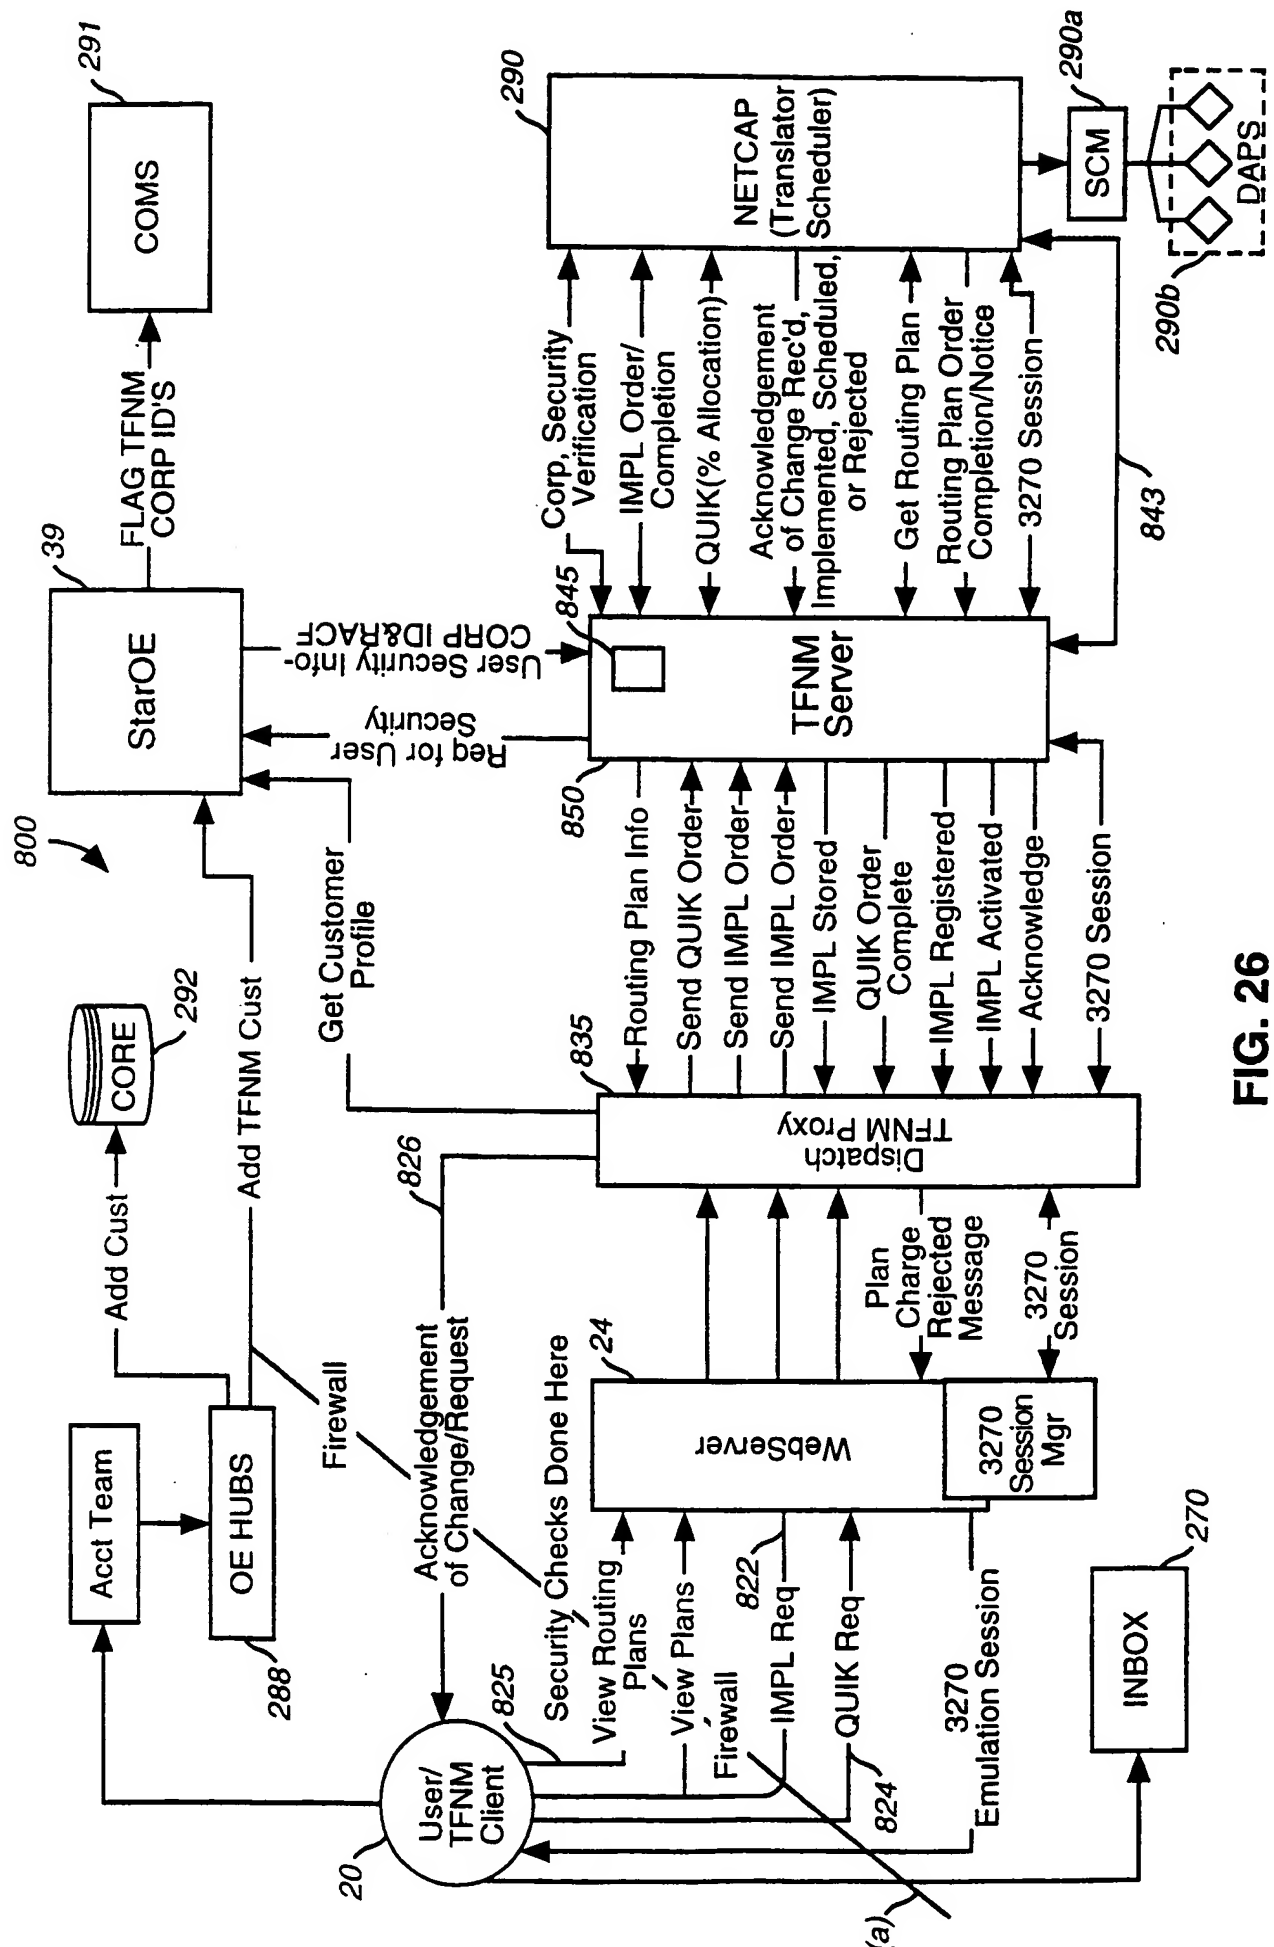 800
Acct Team
OE HUBS
288
Add Cust
CORE
292
Add TFNM Cust
Firewall
StarOE
39
FLAG TFNM
CORP ID'S
COMS
291
Get Customer
Profile
Req for User
Security
User Security Info-
CORP ID&RACF
User/
TFNM
Client
20
Acknowledgement
of Change/Request
826
Security Checks Done Here
825
View Routing
Plans
View Plans
Firewall
822
IMPL Req
QUIK Req
824
3270
Emulation Session
(a)
INBOX
270
WebServer
24
3270
Session
Mgr
Plan
Charge
Rejected
Message
3270
Session
Dispatch
TFNM Proxy
835
Routing Plan Info
Send QUIK Order
Send IMPL Order
Send IMPL Order
IMPL Stored
QUIK Order
Complete
IMPL Registered
IMPL Activated
Acknowledge
3270 Session
850
TFNM
Server
845
Corp, Security
Verification
IMPL Order/
Completion
QUIK(% Allocation)
Acknowledgement
of Change Rec'd,
Implemented, Scheduled,
or Rejected
Get Routing Plan
Routing Plan Order
Completion/Notice
3270 Session
843
NETCAP
(Translator
Scheduler)
290
SCM
290a
DAPS
290b
FIG. 26